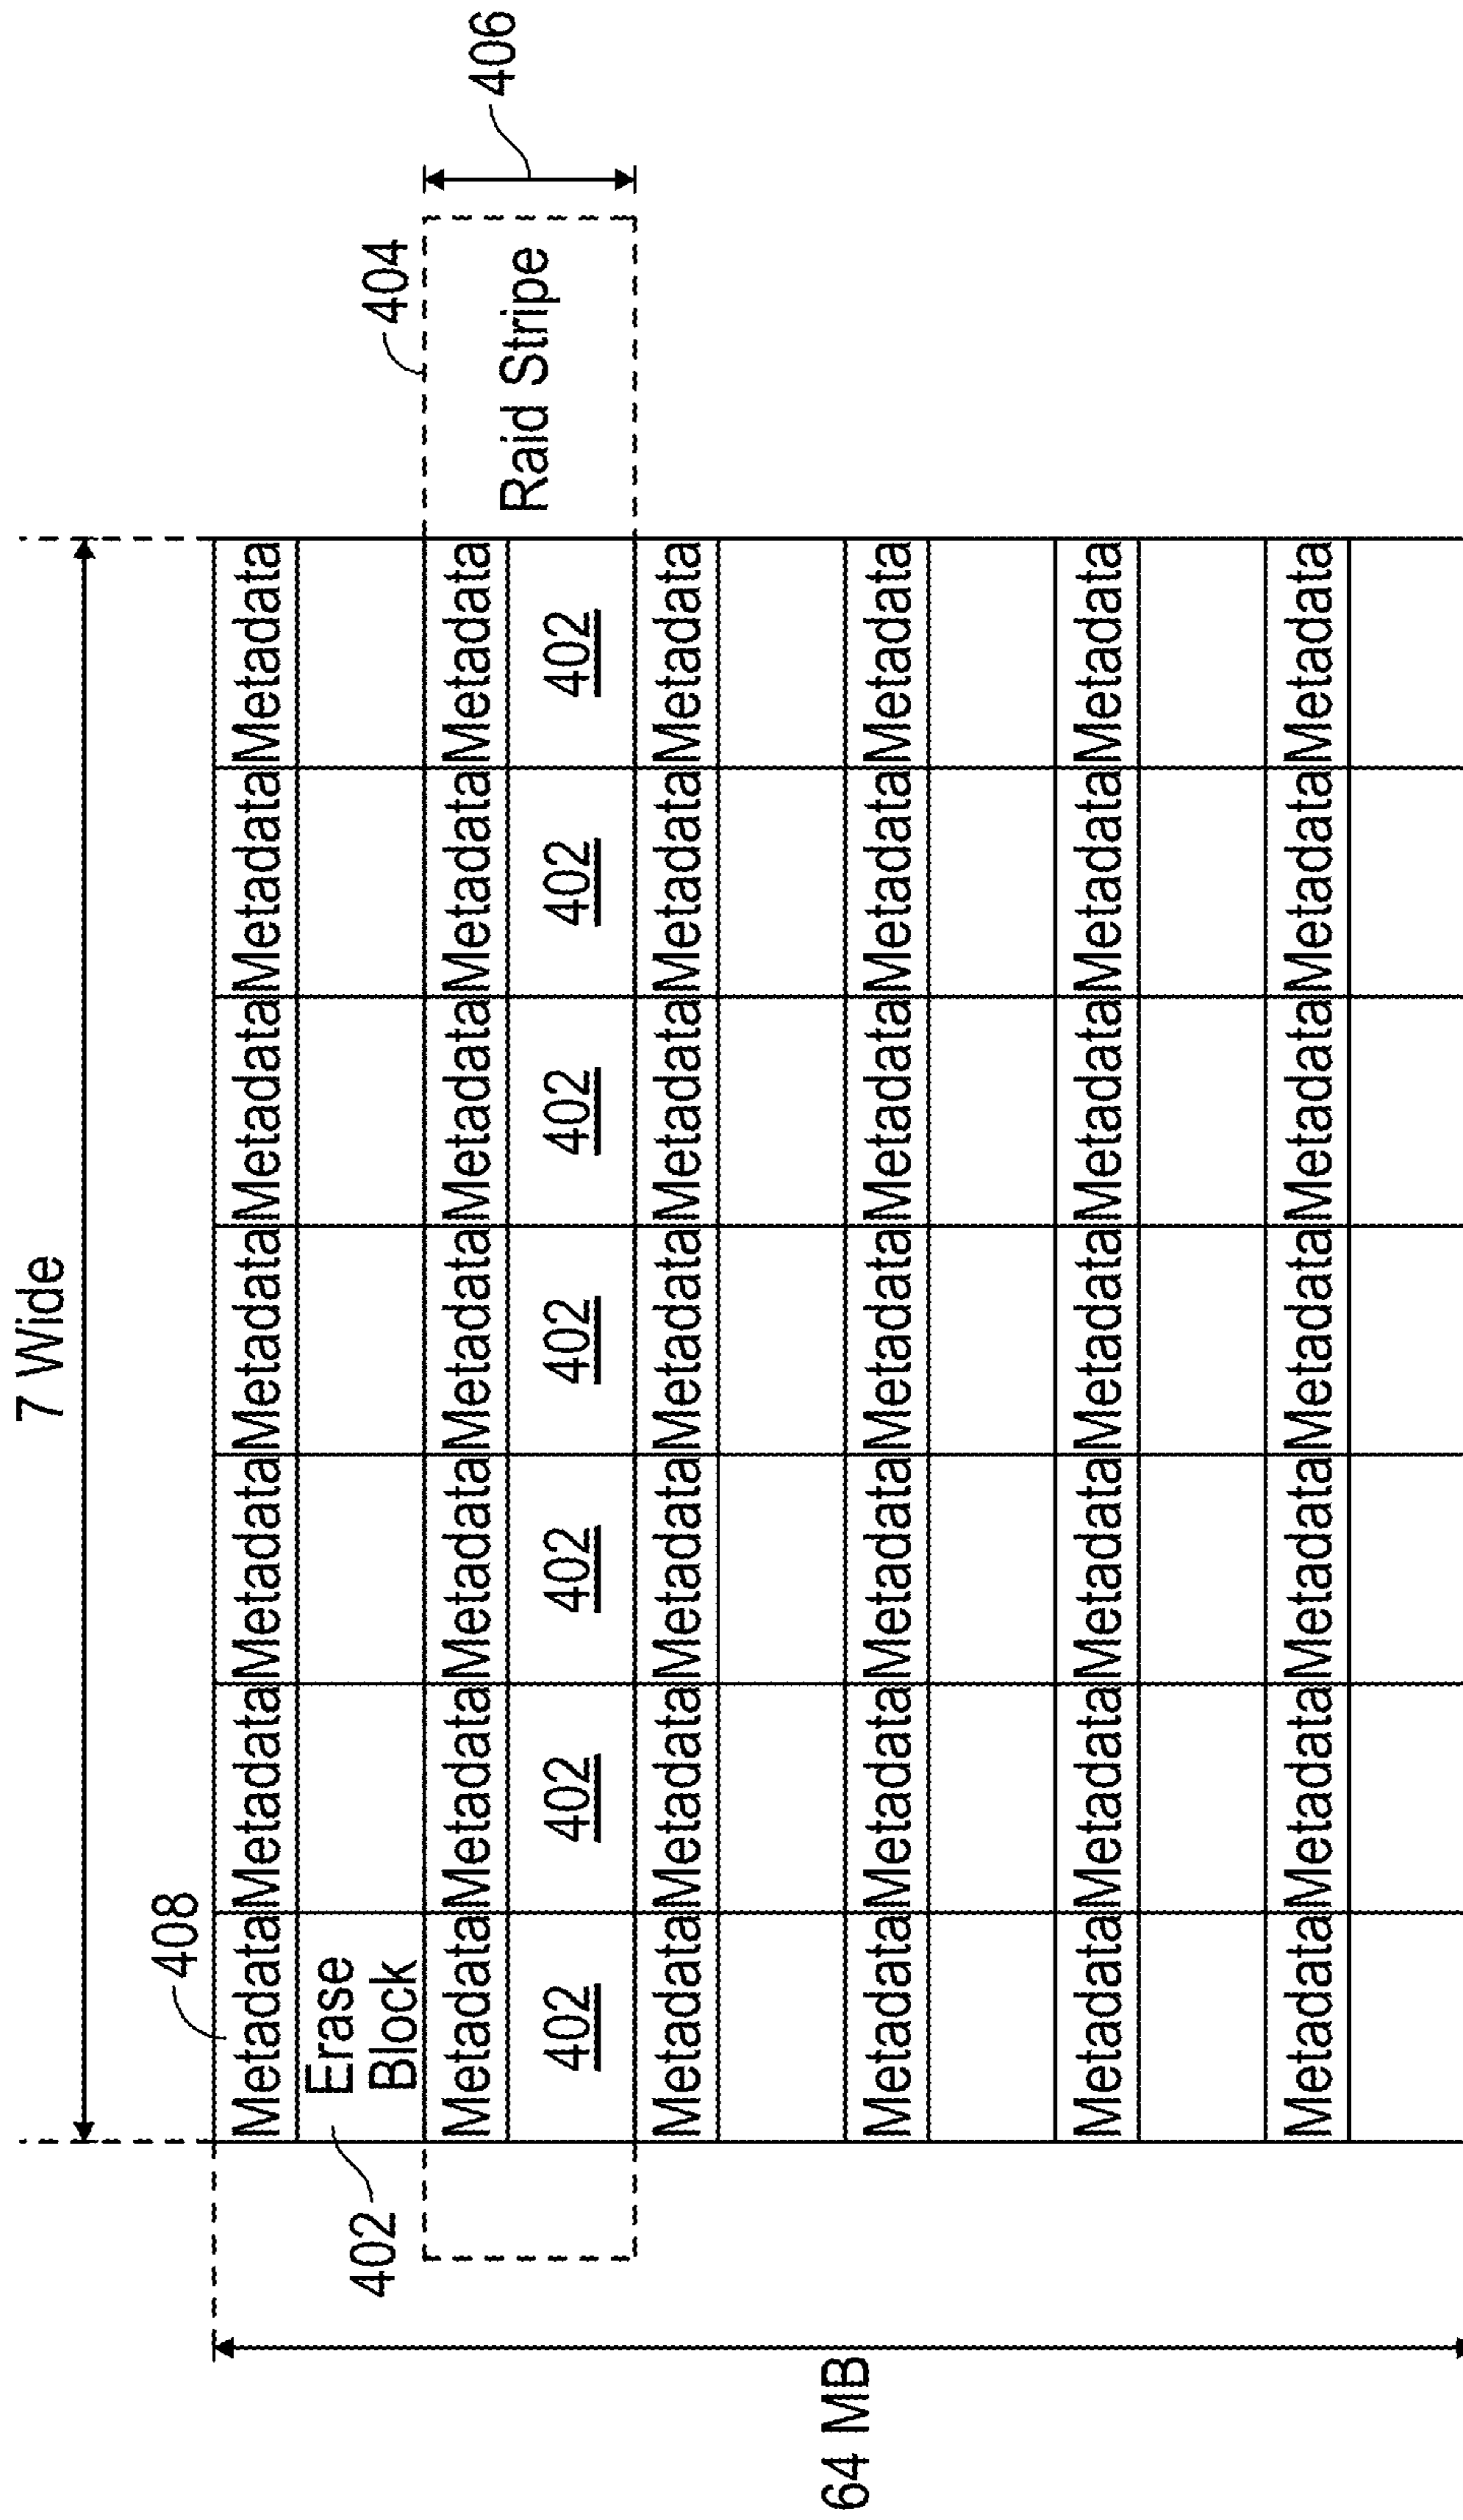 7 Wide
408
Metadata Metadata Metadata Metadata Metadata Metadata Metadata
402
Erase
Block
404
Metadata Metadata Metadata Metadata Metadata Metadata Metadata
406
Raid Stripe
402 402 402 402 402 402 402
Metadata Metadata Metadata Metadata Metadata Metadata Metadata
64 MB
Metadata Metadata Metadata Metadata Metadata Metadata Metadata
Metadata Metadata Metadata Metadata Metadata Metadata Metadata
Metadata Metadata Metadata Metadata Metadata Metadata Metadata